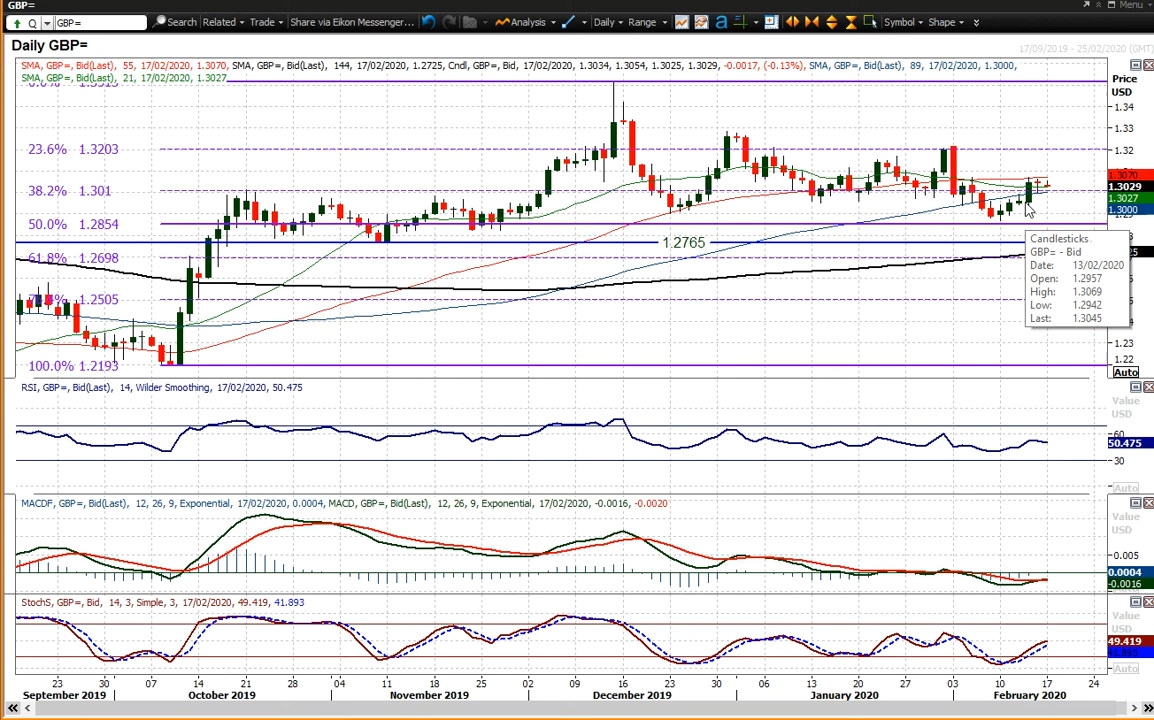 GBP=
Menu
GBP=
Search Related Trade Share via Eikon Messenger... Analysis Daily Range a Symbol Shape
Daily GBP=
17/09/2019 - 25/02/2020 (GMT)
SMA, GBP=, Bid(Last), 55, 17/02/2020, 1.3070, SMA, GBP=, Bid(Last), 144, 17/02/2020, 1.2725, Cndl, GBP=, Bid, 17/02/2020, 1.3034, 1.3054, 1.3025, 1.3029, -0.0017, (-0.13%), SMA, GBP=, Bid(Last), 89, 17/02/2020, 1.3000,
SMA, GBP=, Bid(Last), 21, 17/02/2020, 1.3027
Price
USD
1.34
1.33
23.6% 1.3203
1.32
1.3070
38.2% 1.301
1.3029
1.3027
1.3000
50.0% 1.2854
1.2765
61.8% 1.2698
Candlesticks.
GBP= - Bid
Date: 13/02/2020
Open: 1.2957
High: 1.3069
Low: 1.2942
Last: 1.3045
1.2505
1.23
1.22
100.0% 1.2193
Auto
RSI, GBP=, Bid(Last), 14, Wilder Smoothing, 17/02/2020, 50.475
Value
USD
60
50.475
30
Auto
MACDF, GBP=, Bid(Last), 12, 26, 9, Exponential, 17/02/2020, 0.0004, MACD, GBP=, Bid(Last), 12, 26, 9, Exponential, 17/02/2020, -0.0016, -0.0020
Value
USD
0.005
0.0004
-0.0016
StochS, GBP=, Bid, 14, 3, Simple, 3, 17/02/2020, 49.419, 41.893
Value
USD
49.419
41.893
Auto
23 30 07 14 21 28 04 11 18 25 02 09 16 23 30 06 13 20 27 03 10 17 24
September 2019 October 2019 November 2019 December 2019 January 2020 February 2020